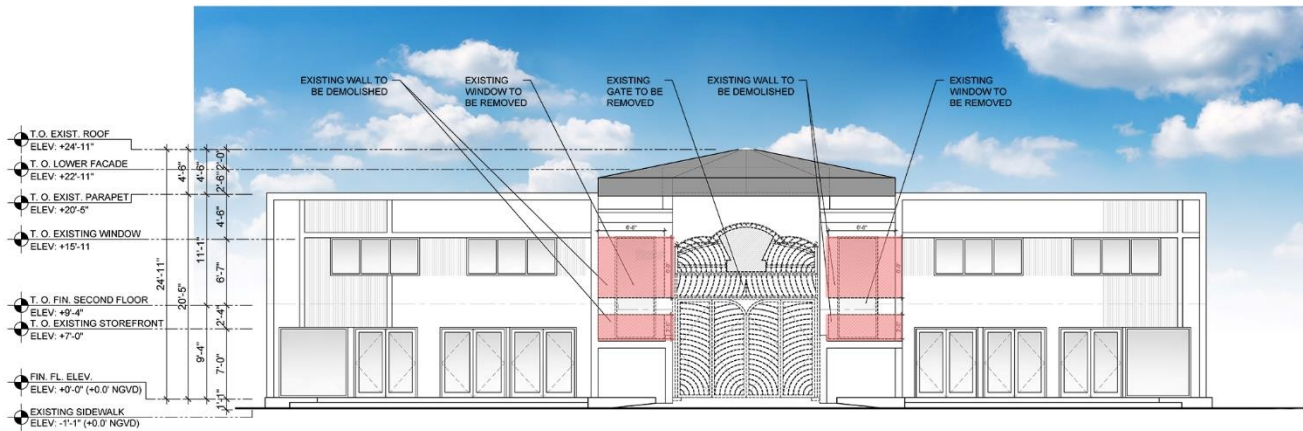 EXISTING WALL TO
BE DEMOLISHED
EXISTING
WINDOW TO
BE REMOVED
EXISTING
GATE TO BE
REMOVED
EXISTING WALL TO
BE DEMOLISHED
EXISTING
WINDOW TO
BE REMOVED
T.O. EXIST. ROOF
ELEV: +24'-11"
T. O. LOWER FACADE
ELEV: +22'-11"
T. O. EXIST. PARAPET
ELEV: +20'-5"
T. O. EXISTING WINDOW
ELEV: +15'-11
T. O. FIN. SECOND FLOOR
ELEV: +9'-4"
T. O. EXISTING STOREFRONT
ELEV: +7'-0"
FIN. FL. ELEV.
ELEV: +0'-0" (+0.0' NGVD)
EXISTING SIDEWALK
ELEV: -1'-1" (+0.0' NGVD)
24'-11"
4'-6"
20'-5"
4'-6"
11'-1"
9'-4"
2'-0"
2'-6"
4'-6"
6'-7"
2'-4"
7'-0"
1'-1"